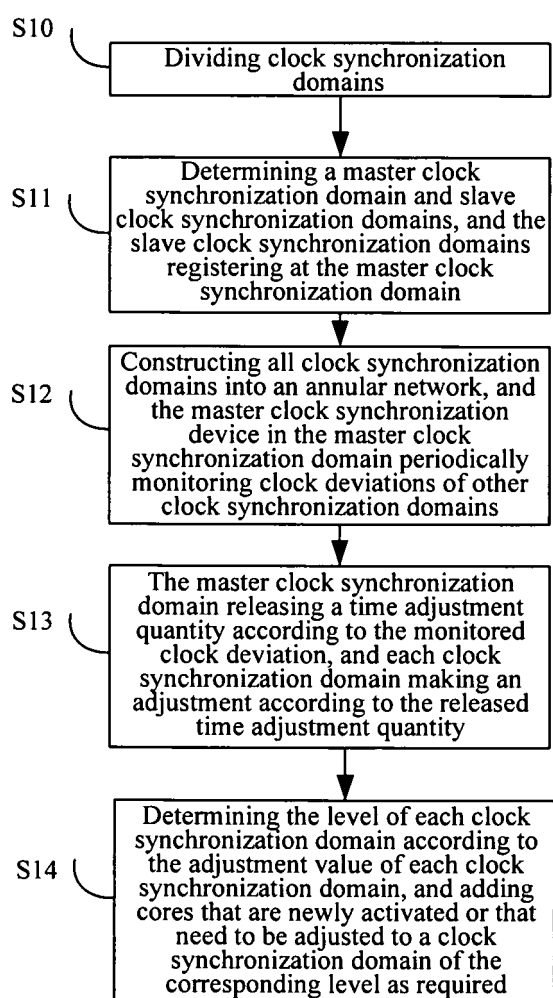 S10
Dividing clock synchronization
domains
S11
Determining a master clock
synchronization domain and slave
clock synchronization domains, and the
slave clock synchronization domains
registering at the master clock
synchronization domain
S12
Constructing all clock synchronization
domains into an annular network, and
the master clock synchronization
device in the master clock
synchronization domain periodically
monitoring clock deviations of other
clock synchronization domains
S13
The master clock synchronization
domain releasing a time adjustment
quantity according to the monitored
clock deviation, and each clock
synchronization domain making an
adjustment according to the released
time adjustment quantity
S14
Determining the level of each clock
synchronization domain according to
the adjustment value of each clock
synchronization domain, and adding
cores that are newly activated or that
need to be adjusted to a clock
synchronization domain of the
corresponding level as required